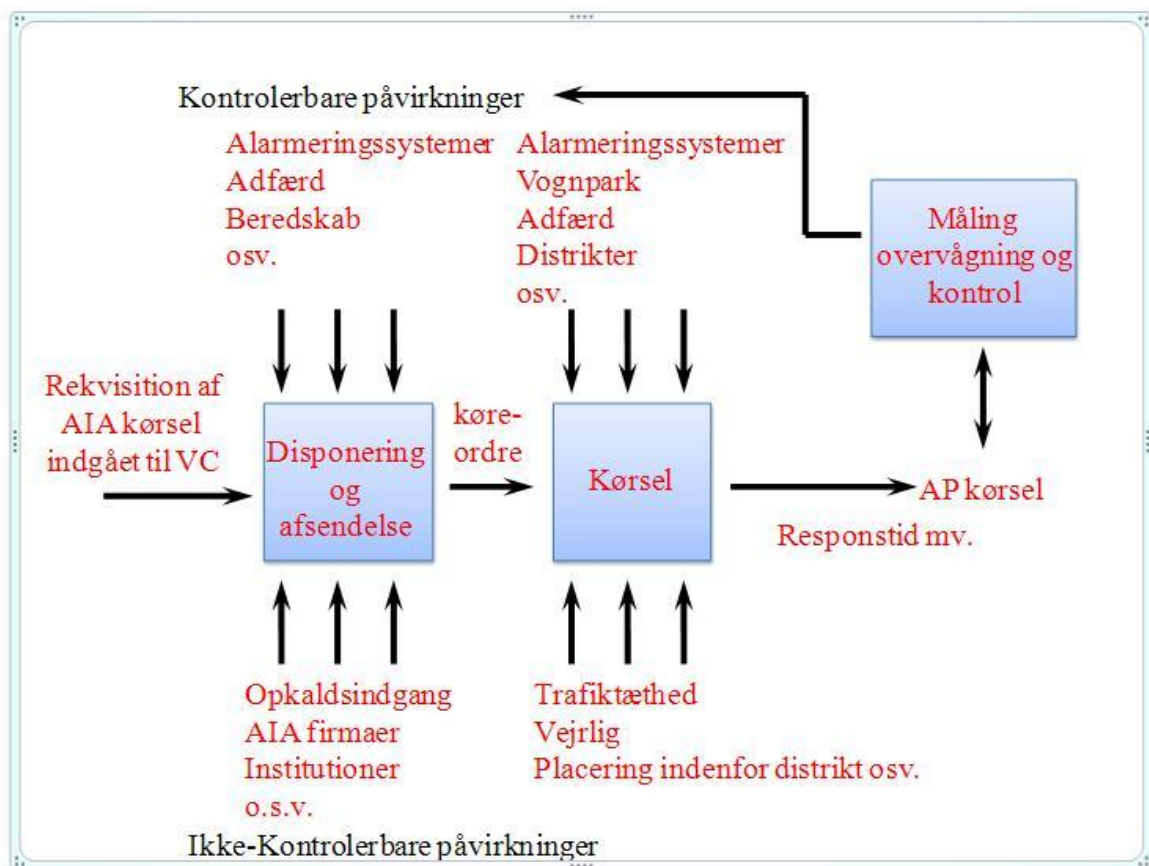 Kontrolerbare påvirkninger
Alarmeringssystemer
Adfærd
Beredskab
osv.
Alarmeringssystemer
Vognpark
Adfærd
Distrikter
osv.
Måling
overvågning og
kontrol
Rekvisition af
AIA kørsel
indgået til VC
Disponering
og
afsendelse
køre-
ordre
Kørsel
AP kørsel
Responstid mv.
Opkaldsindgang
AIA firmaer
Institutioner
o.s.v.
Trafiktæthed
Vejrlig
Placering indenfor distrikt osv.
Ikke-Kontrolerbare påvirkninger